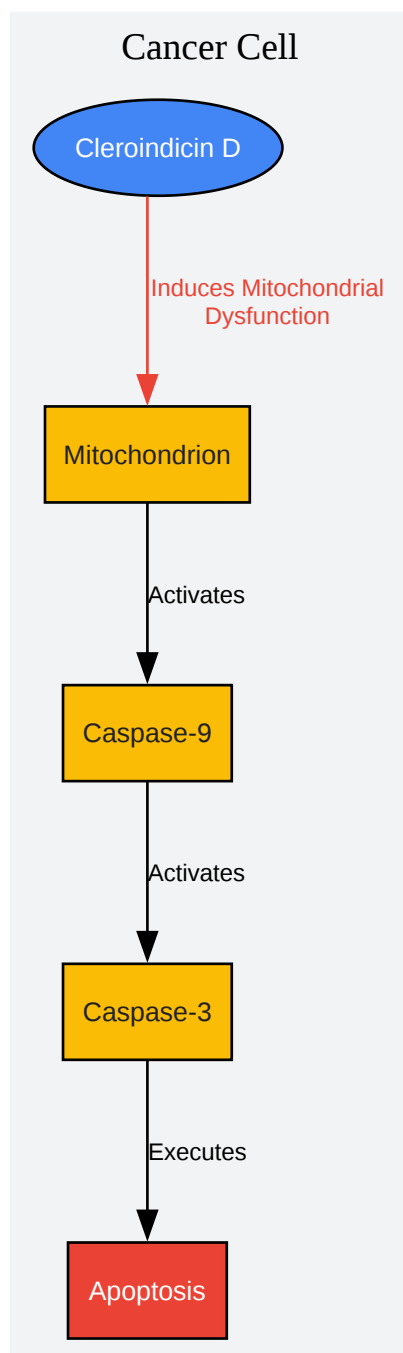 Cancer Cell
Cleroindicin D
Induces Mitochondrial
Dysfunction
Mitochondrion
Activates
Caspase-9
Activates
Caspase-3
Executes
Apoptosis